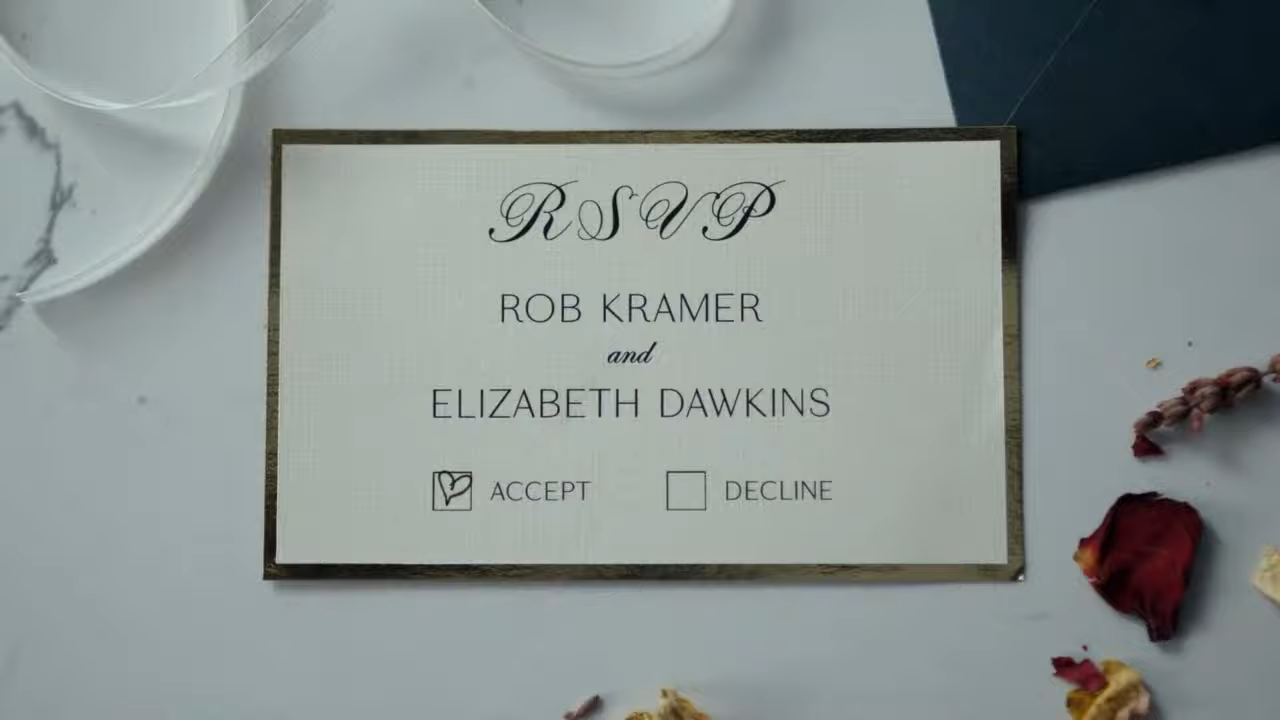 RSVP
ROB KRAMER
and
ELIZABETH DAWKINS
ACCEPT DECLINE